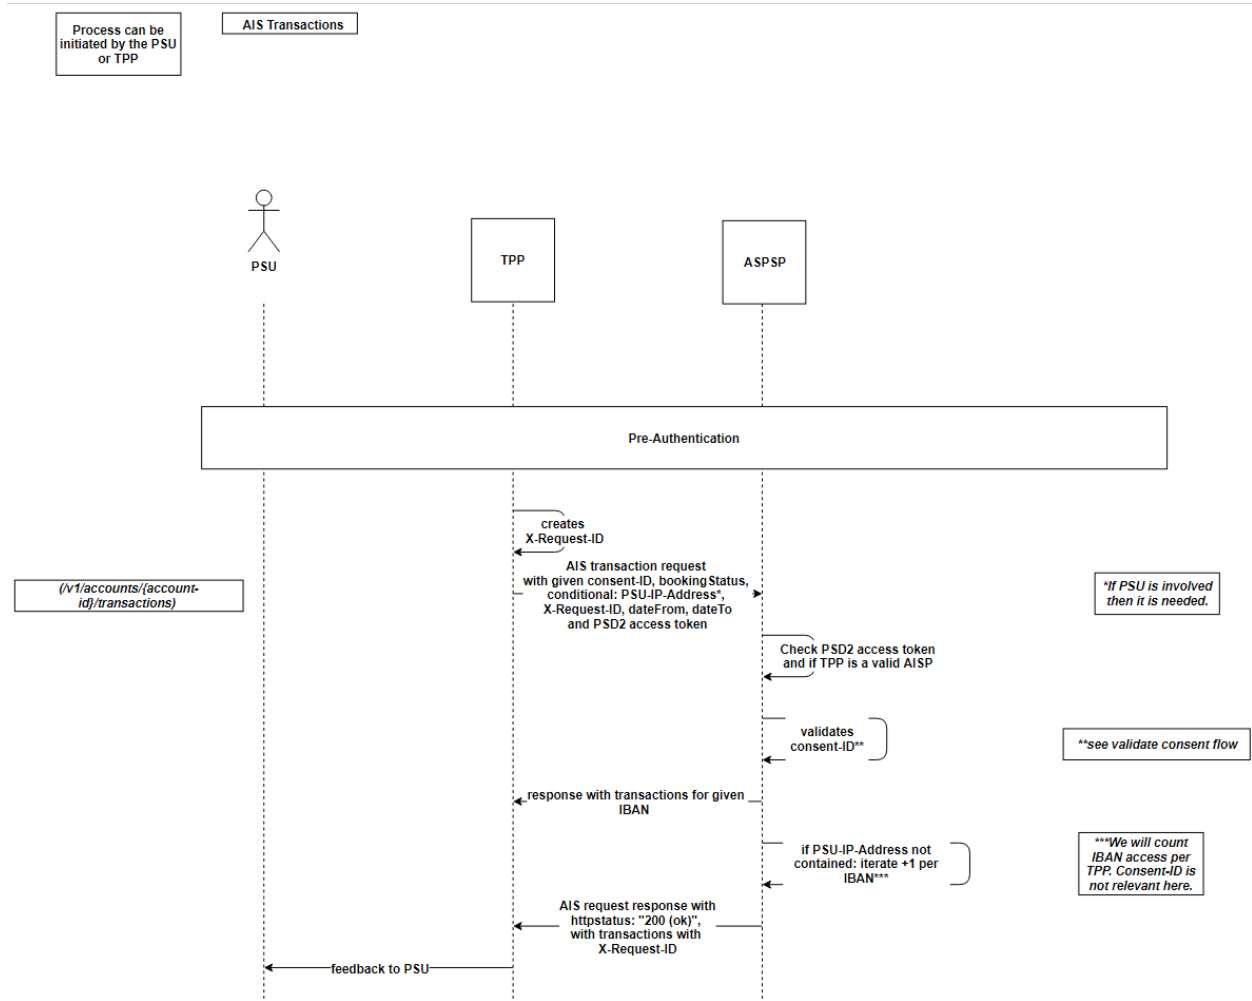 Process can be
initiated by the PSU
or TPP
AIS Transactions
PSU
TPP
ASPSP
Pre-Authentication
creates
X-Request-ID
(/v1/accounts/{account-
id}/transactions)
AIS transaction request
with given consent-ID, bookingStatus,
conditional: PSU-IP-Address*,
X-Request-ID, dateFrom, dateTo
and PSD2 access token
*If PSU is involved
then it is needed.
Check PSD2 access token
and if TPP is a valid AISP
validates
consent-ID**
**see validate consent flow
response with transactions for given
IBAN
if PSU-IP-Address not
contained: iterate +1 per
IBAN***
***We will count
IBAN access per
TPP. Consent-ID is
not relevant here.
AIS request response with
httpstatus: "200 (ok)",
with transactions with
X-Request-ID
feedback to PSU